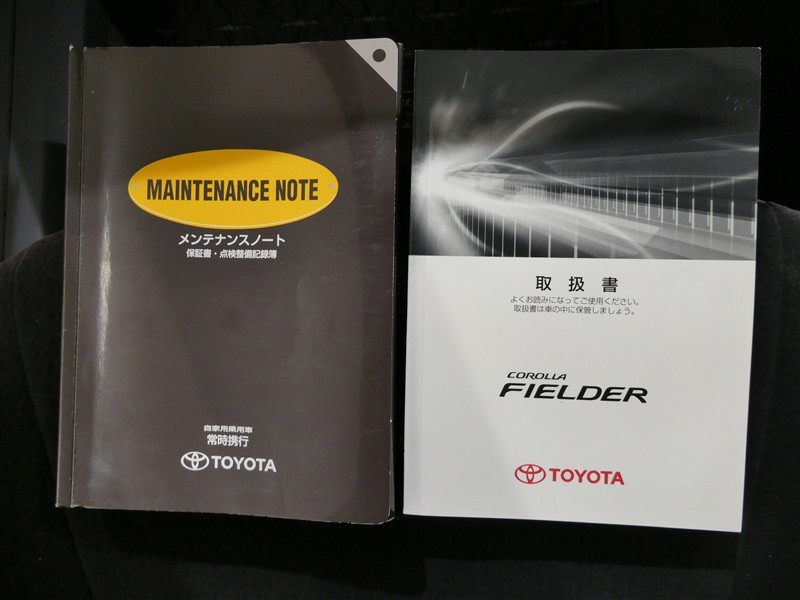 MAINTENANCE NOTE
メンテナンスノート
保証書・点検整備記録簿
自家用乗用車
常時携行
TOYOTA
取扱書
よくお読みになってご使用ください。
取扱書は車の中に保管しましょう。
COROLLA
FIELDER
TOYOTA